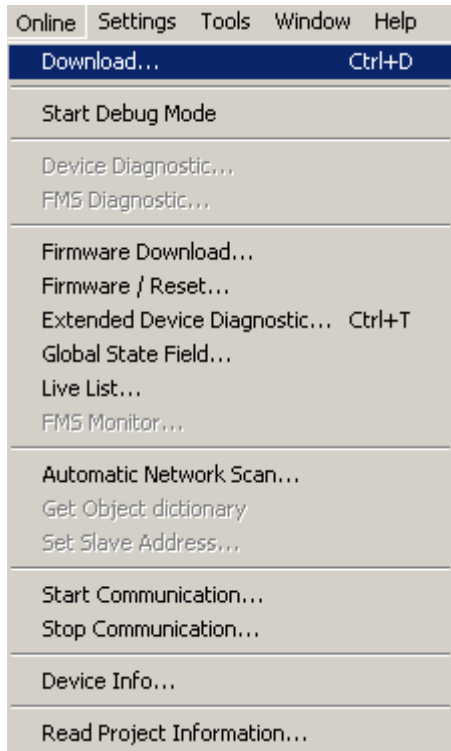 Online Settings Tools Window Help
Download... Ctrl+D
Start Debug Mode
Device Diagnostic...
FMS Diagnostic...
Firmware Download...
Firmware / Reset...
Extended Device Diagnostic... Ctrl+T
Global State Field...
Live List...
FMS Monitor...
Automatic Network Scan...
Get Object dictionary
Set Slave Address...
Start Communication...
Stop Communication...
Device Info...
Read Project Information...